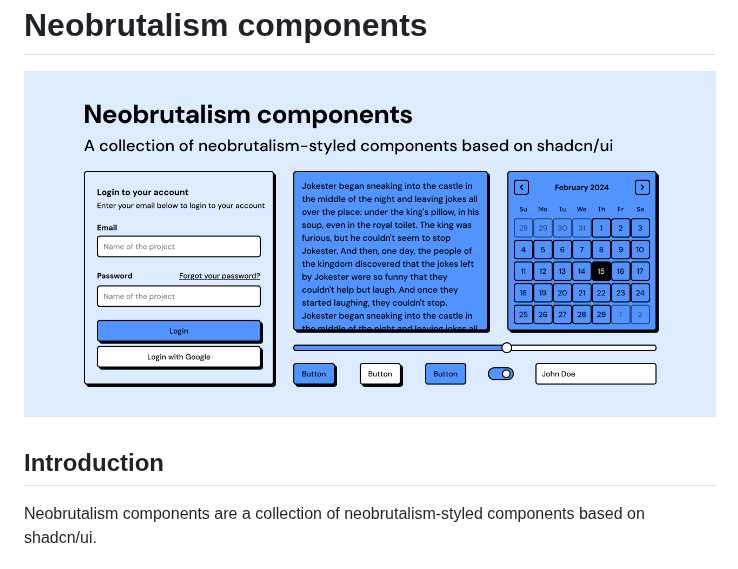 Neobrutalism components
Neobrutalism components
A collection of neobrutalism-styled components based on shadcn/ui
Login to your account
Enter your email below to login to your account
Email
Name of the project
Password Forgot your password?
Name of the project
Login
Login with Google
Jokester began sneaking into the castle in
the middle of the night and leaving jokes all
over the place: under the king's pillow, in his
soup, even in the royal toilet. The king was
furious, but he couldn't seem to stop
Jokester. And then, one day, the people of
the kingdom discovered that the jokes left
by Jokester were so funny that they
couldn't help but laugh. And once they
started laughing, they couldn't stop.
Jokester began sneaking into the castle in
the middle of the night and leaving jokes all
February 2024
Su Mo Tu We Th Fr Sa
28 29 30 31 1 2 3
4 5 6 7 8 9 10
11 12 13 14 15 16 17
18 19 20 21 22 23 24
25 26 27 28 29 1 2
Button Button Button John Doe
Introduction
Neobrutalism components are a collection of neobrutalism-styled components based on
shadcn/ui.